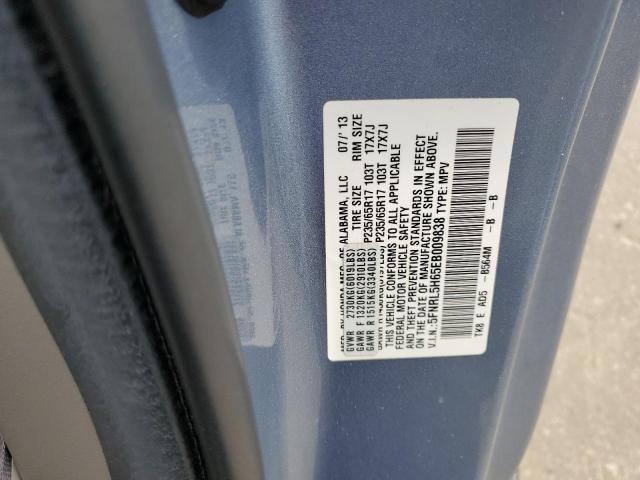 MFD. BY HONDA MFG. OF ALABAMA, LLC 07/'13
TIRE SIZE RIM SIZE
GVWR 2730KG(6019LBS)
GAWR F 1320KG(2910LBS) P235/65R17 103T 17X7J
GAWR R 1515KG(3340LBS) P235/65R17 103T 17X7J
THIS VEHICLE CONFORMS TO ALL APPLICABLE
FEDERAL MOTOR VEHICLE SAFETY
AND THEFT PREVENTION STANDARDS IN EFFECT
ON THE DATE OF MANUFACTURE SHOWN ABOVE.
V.I.N.:5FNRL5H65EB009838 TYPE: MPV
TK8 E AD5 -B564M -B -B